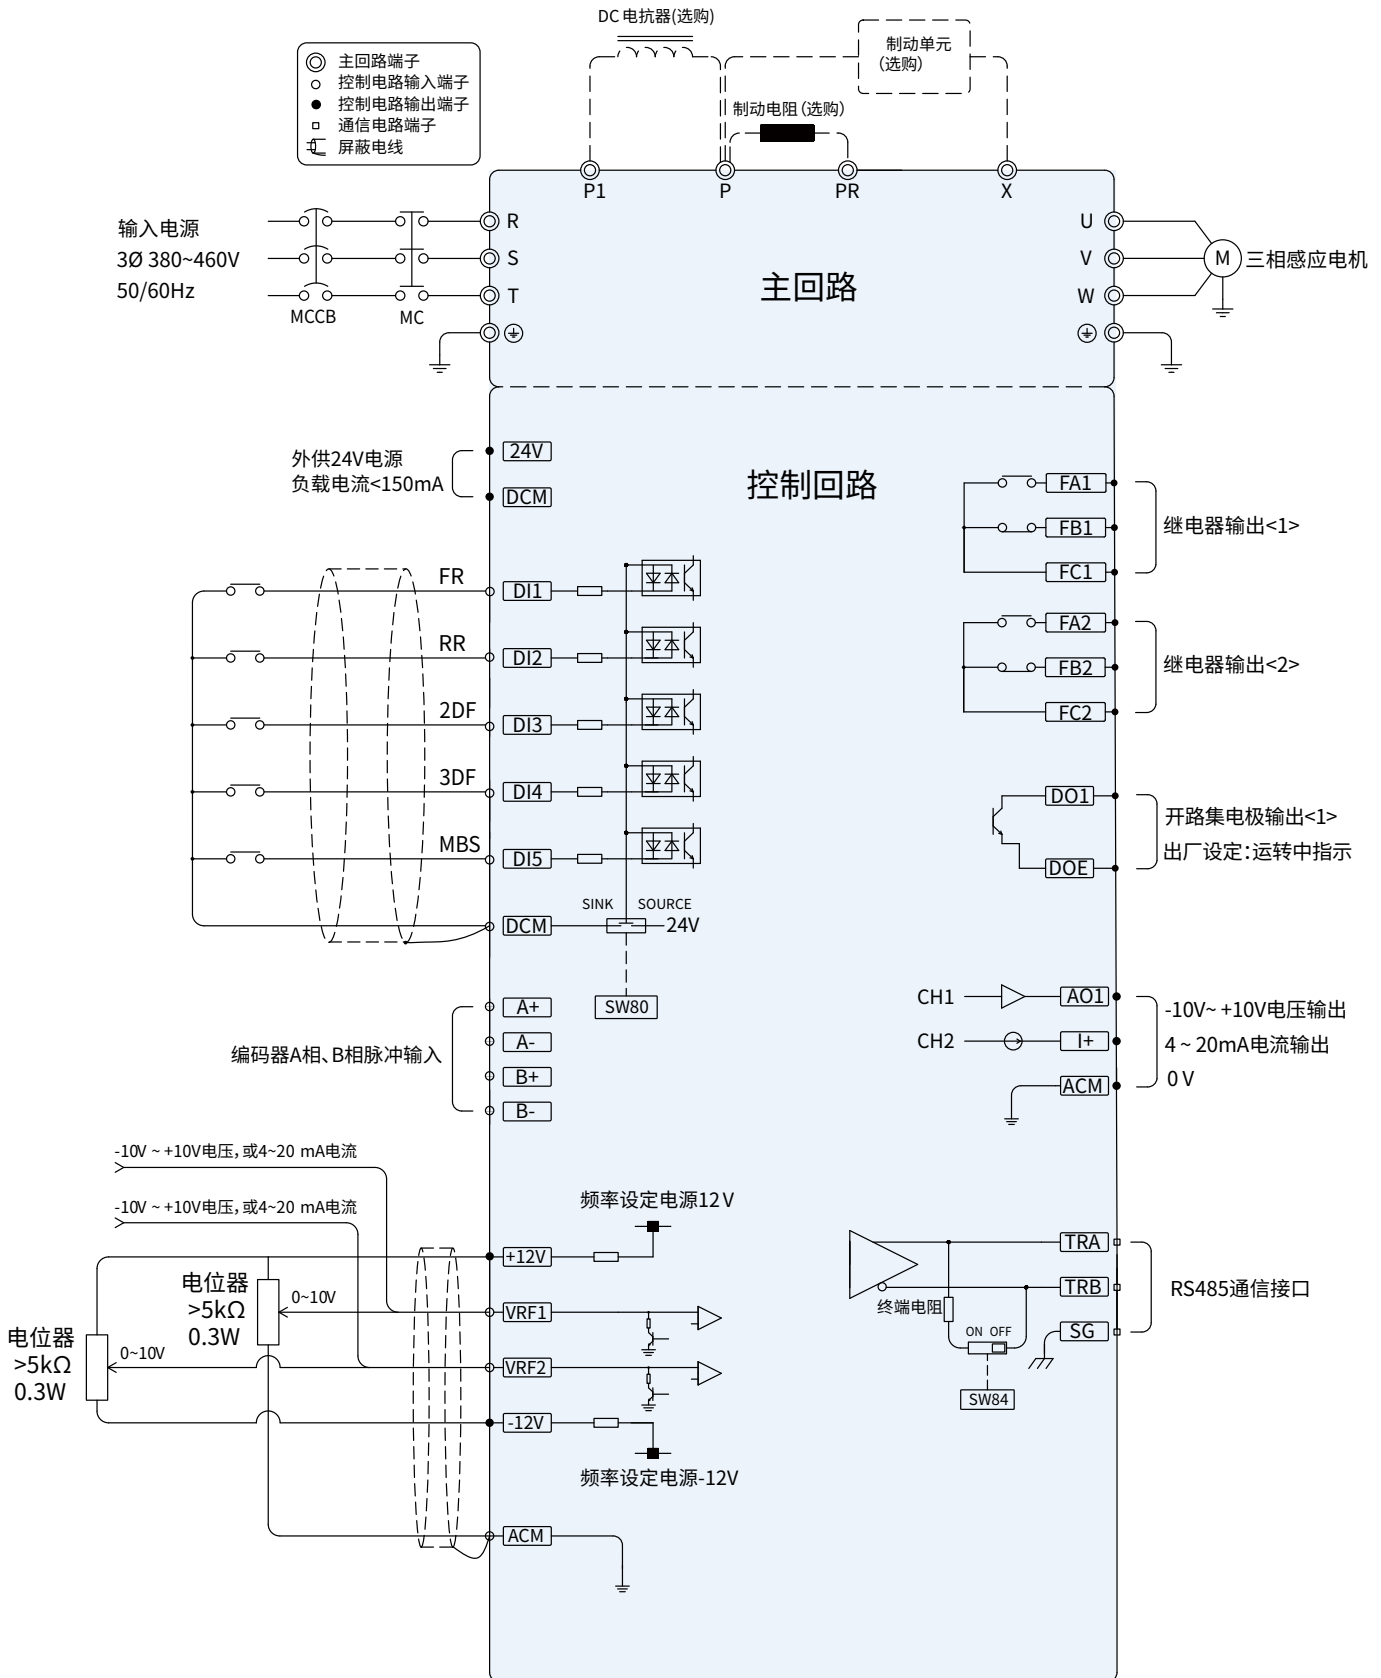 DC电抗器(选购)
制动单元
(选购)
主回路端子
控制电路输入端子
控制电路输出端子
通信电路端子
屏蔽电线
制动电阻(选购)
P1
P
PR
X
输入电源
3Ø 380~460V
50/60Hz
MCCB
MC
R
S
T
主回路
U
V
W
M
三相感应电机
外供24V电源
负载电流<150mA
24V
DCM
控制回路
FA1
FB1
FC1
继电器输出<1>
FA2
FB2
FC2
继电器输出<2>
FR
DI1
RR
DI2
2DF
DI3
3DF
DI4
MBS
DI5
DCM
SINK
SOURCE
24V
SW80
DO1
DOE
开路集电极输出<1>
出厂设定:运转中指示
编码器A相、B相脉冲输入
A+
A-
B+
B-
CH1
AO1
CH2
I+
ACM
-10V~ +10V电压输出
4 ~ 20mA电流输出
0 V
-10V ~ +10V电压,或4~20 mA电流
-10V ~ +10V电压,或4~20 mA电流
频率设定电源12 V
+12V
电位器
>5kΩ
0.3W
0~10V
VRF1
电位器
>5kΩ
0.3W
0~10V
VRF2
-12V
频率设定电源-12V
ACM
TRA
TRB
SG
终端电阻
ON OFF
SW84
RS485通信接口